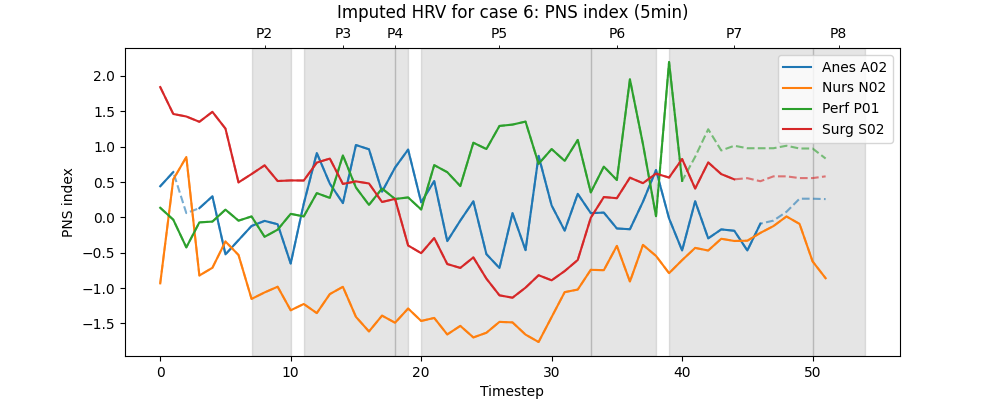 Imputed HRV for case 6: PNS index (5min)
P2 P3 P4 P5 P6 P7 P8
Anes A02
Nurs N02
Perf P01
Surg S02
PNS index
2.0
1.5
1.0
0.5
0.0
−0.5
−1.0
−1.5
0 10 20 30 40 50
Timestep